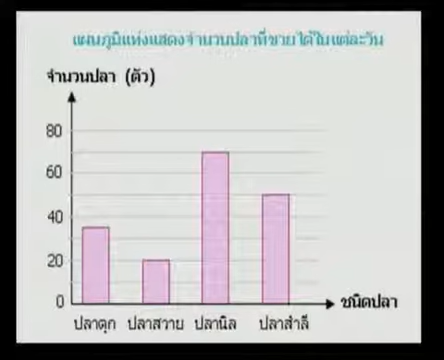 แผนภูมิแท่งแสดงจำนวนปลาที่ขายได้ในแต่ละวัน
จำนวนปลา (ตัว)
80
60
40
20
0
ชนิดปลา
ปลาดุก ปลาสวาย ปลานิล ปลาสำลี